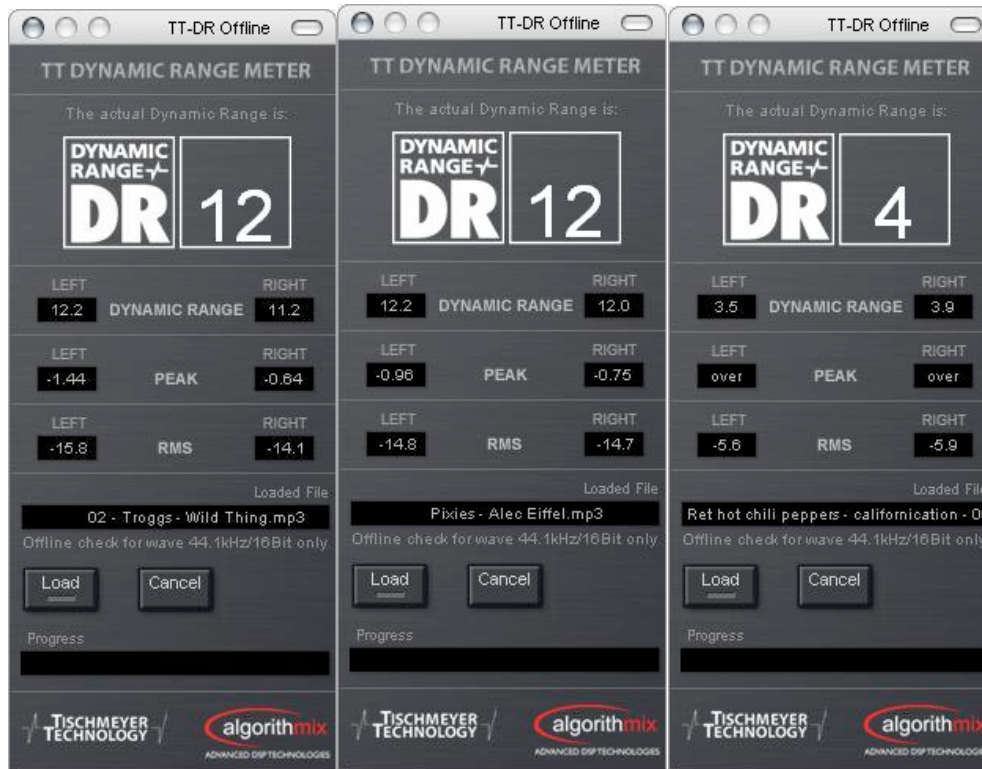 TT-DR Offline
TT DYNAMIC RANGE METER
The actual Dynamic Range is:
DYNAMIC
RANGE
DR 12
LEFT RIGHT
12.2 DYNAMIC RANGE 11.2
LEFT RIGHT
-1.44 PEAK -0.64
LEFT RIGHT
-15.8 RMS -14.1
Loaded File
02 - Troggs - Wild Thing.mp3
Offline check for wave 44.1kHz/16Bit only
Load Cancel
Progress
TISCHMEYER
TECHNOLOGY
algorithmix
ADVANCED DSP TECHNOLOGIES
TT-DR Offline
TT DYNAMIC RANGE METER
The actual Dynamic Range is:
DYNAMIC
RANGE
DR 12
LEFT RIGHT
12.2 DYNAMIC RANGE 12.0
LEFT RIGHT
-0.96 PEAK -0.75
LEFT RIGHT
-14.8 RMS -14.7
Loaded File
Pixies - Alec Eiffel.mp3
Offline check for wave 44.1kHz/16Bit only
Load Cancel
Progress
TISCHMEYER
TECHNOLOGY
algorithmix
ADVANCED DSP TECHNOLOGIES
TT-DR Offline
TT DYNAMIC RANGE METER
The actual Dynamic Range is:
DYNAMIC
RANGE
DR 4
LEFT RIGHT
3.5 DYNAMIC RANGE 3.9
LEFT RIGHT
over PEAK over
LEFT RIGHT
-5.6 RMS -5.9
Loaded File
Ret hot chili peppers - californication - 0
Offline check for wave 44.1kHz/16Bit only
Load Cancel
Progress
TISCHMEYER
TECHNOLOGY
algorithmix
ADVANCED DSP TECHNOLOGIES